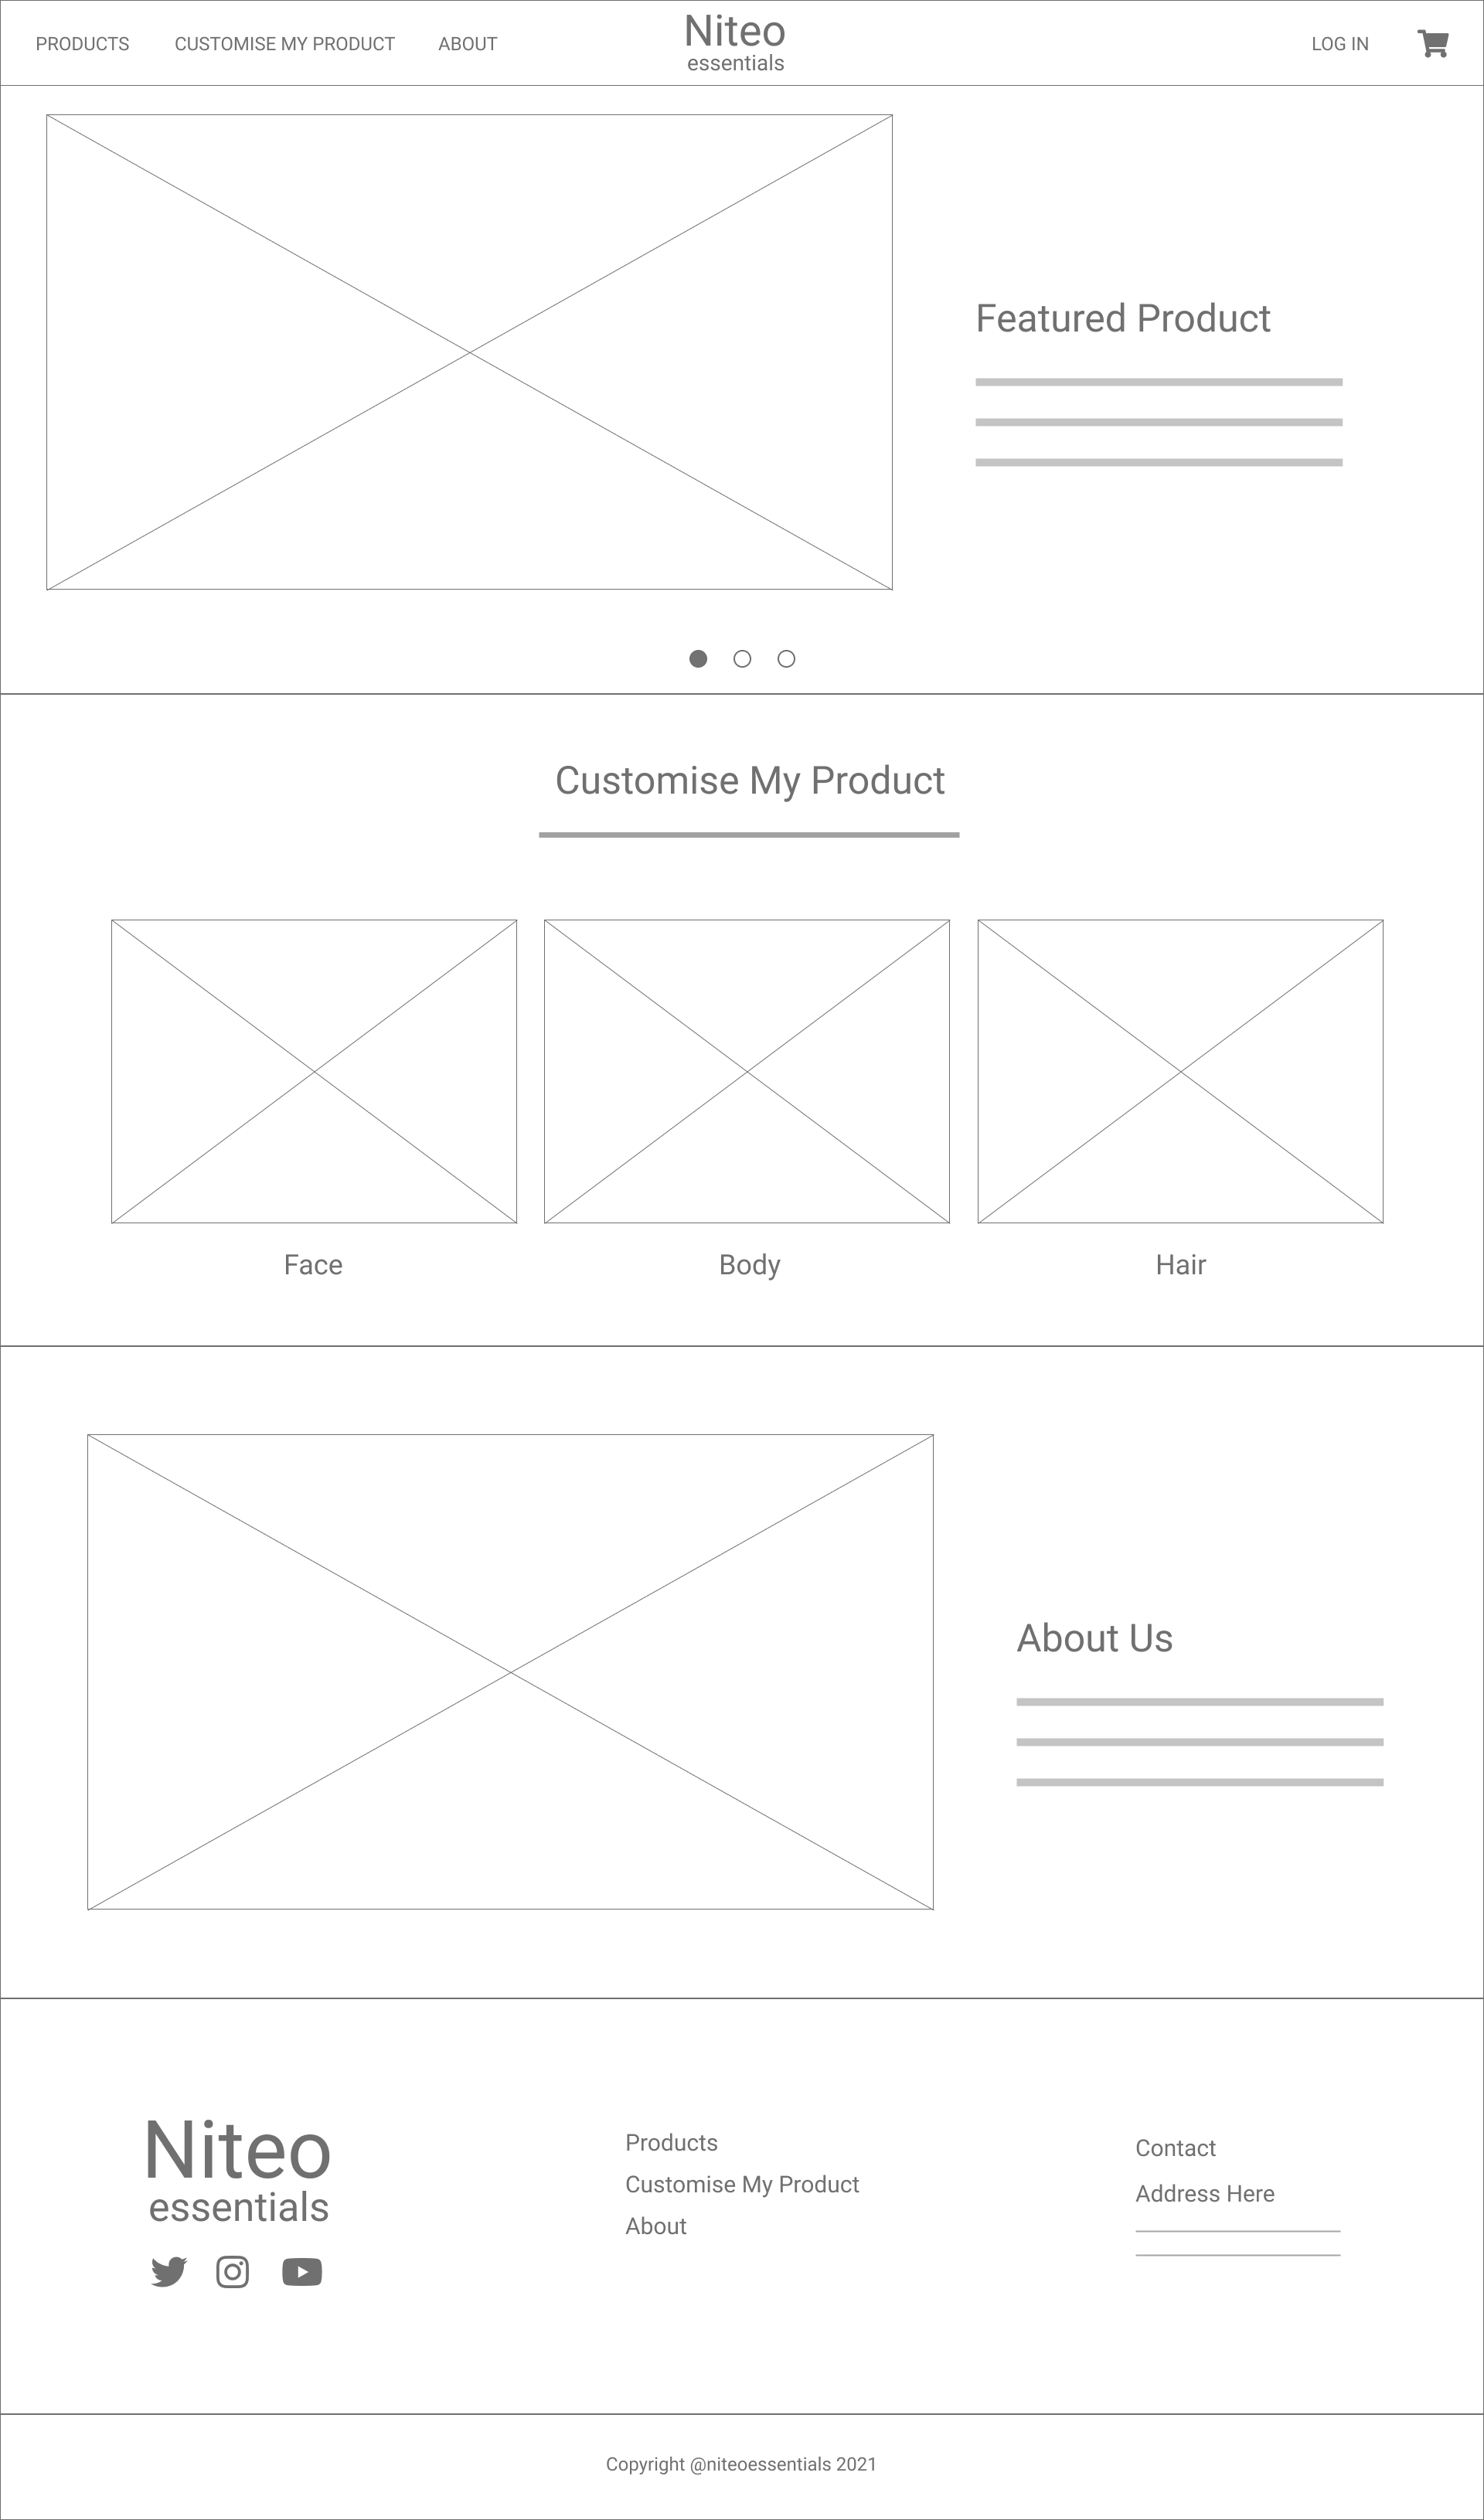 PRODUCTS CUSTOMISE MY PRODUCT ABOUT
Niteo
essentials
LOG IN
Featured Product
Customise My Product
Face
Body
Hair
About Us
Niteo
essentials
Products
Customise My Product
About
Contact
Address Here
Copyright @niteoessentials 2021